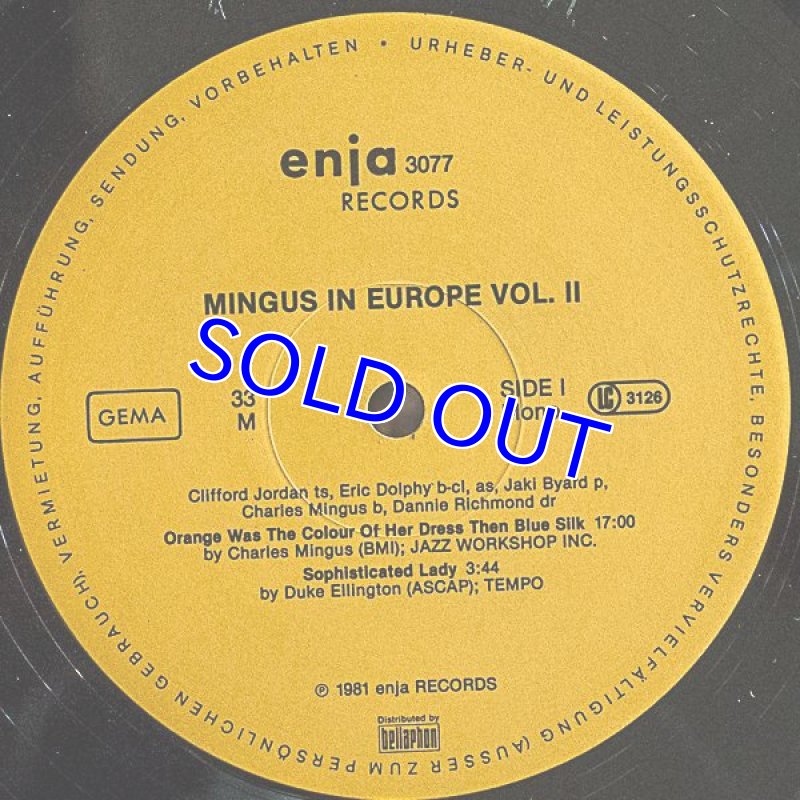 URHEBER- UND LEISTUNGSSCHUTZRECHTE, BESONDERS VERVIELFÄLTIGUNG (AUSSER ZUM PERSÖNLICHEN GEBRAUCH), VERMIETUNG, AUFFÜHRUNG, SENDUNG, VORBEHALTEN •
enja 3077
RECORDS
MINGUS IN EUROPE VOL. II
SOLD OUT
GEMA
33
M
SIDE I
LC 3126
Clifford Jordan ts, Eric Dolphy b-cl, as, Jaki Byard p,
Charles Mingus b, Dannie Richmond dr
Orange Was The Colour Of Her Dress Then Blue Silk 17:00
by Charles Mingus (BMI); JAZZ WORKSHOP INC.
Sophisticated Lady 3:44
by Duke Ellington (ASCAP); TEMPO
℗ 1981 enja RECORDS
Distributed by
bellaphon